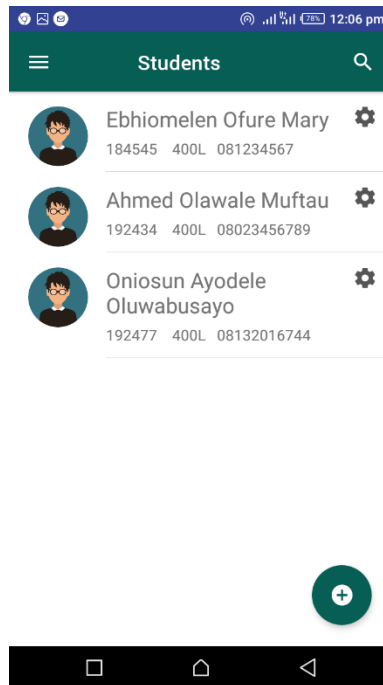 78% 12:06 pm
Students
Ebhiomelen Ofure Mary
184545 400L 081234567
Ahmed Olawale Muftau
192434 400L 08023456789
Oniosun Ayodele
Oluwabusayo
192477 400L 08132016744